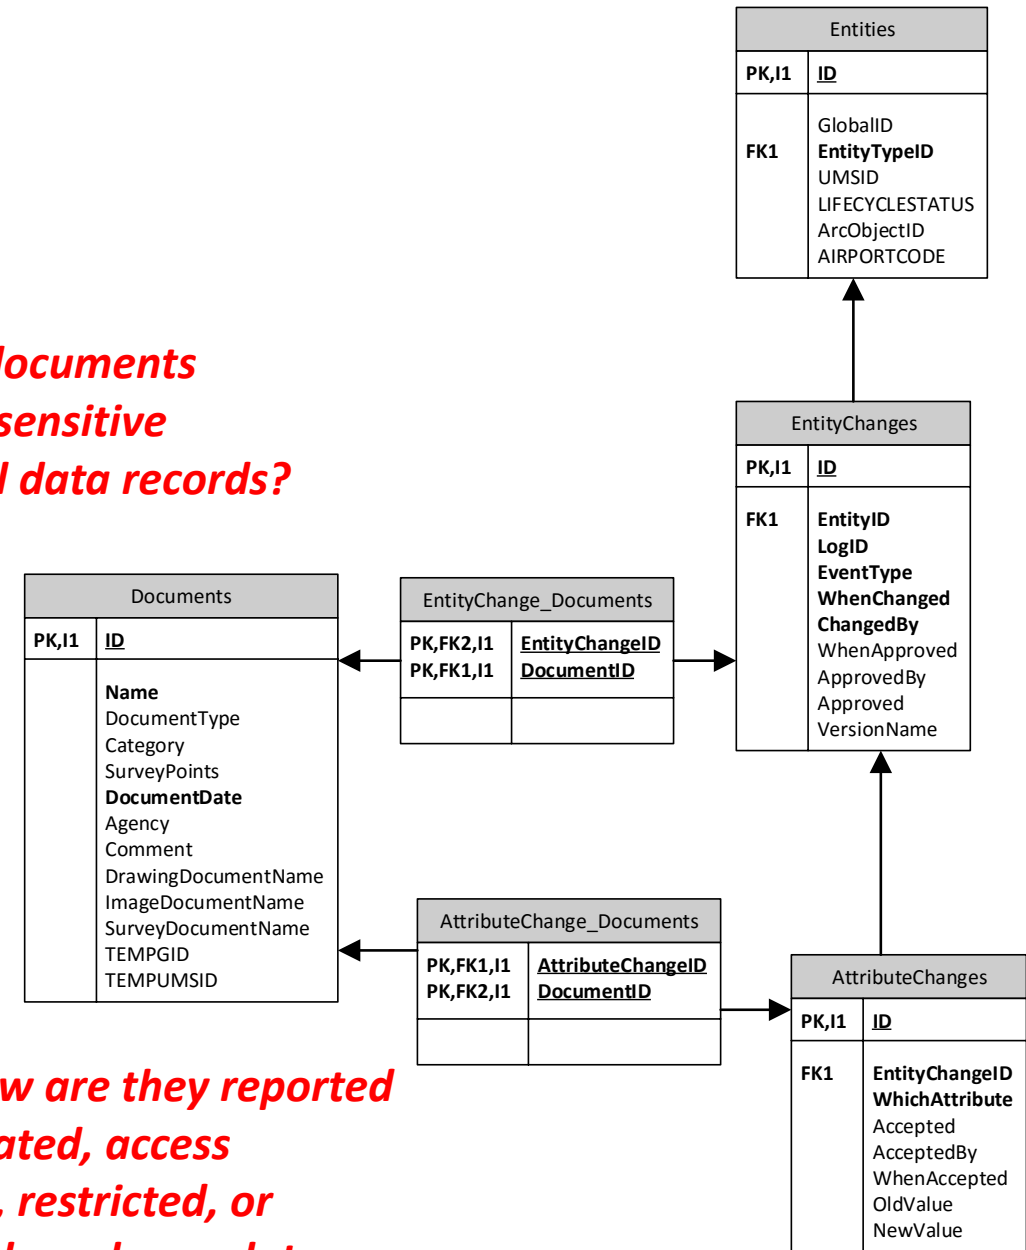 Entities
PK,I1 ID
GlobalID
FK1 EntityTypeID
UMSID
LIFECYCLESTATUS
ArcObjectID
AIRPORTCODE
documents
sensitive
data records?
EntityChanges
PK,I1 ID
FK1 EntityID
LogID
EventType
WhenChanged
ChangedBy
WhenApproved
ApprovedBy
Approved
VersionName
Documents
PK,I1 ID
Name
DocumentType
Category
SurveyPoints
DocumentDate
Agency
Comment
DrawingDocumentName
ImageDocumentName
SurveyDocumentName
TEMPGID
TEMPUMSID
EntityChange_Documents
PK,FK2,I1 EntityChangeID
PK,FK1,I1 DocumentID
AttributeChange_Documents
PK,FK1,I1 AttributeChangeID
PK,FK2,I1 DocumentID
AttributeChanges
PK,I1 ID
FK1 EntityChangeID
WhichAttribute
Accepted
AcceptedBy
WhenAccepted
OldValue
NewValue
w are they reported
ated, access
, restricted, or